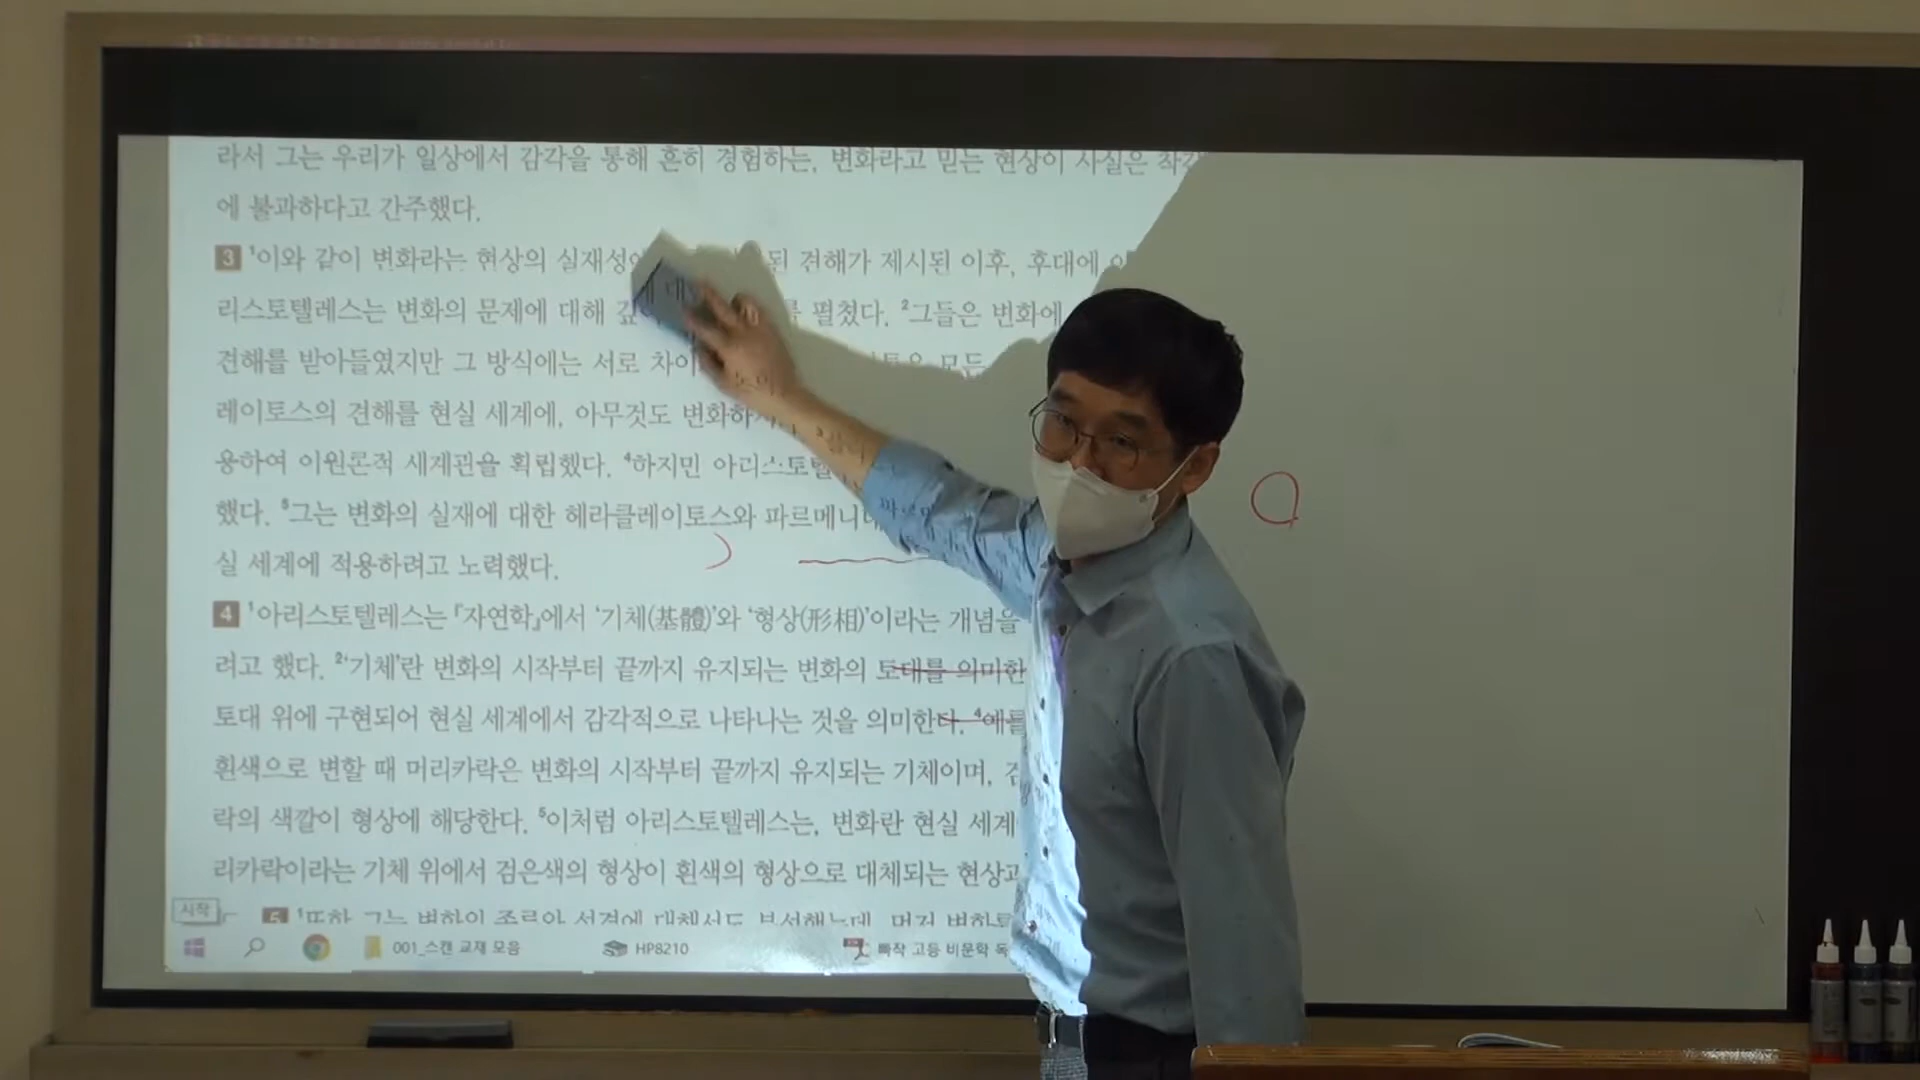 라서 그는 우리가 일상에서 감각을 통해 흔히 경험하는, 변화라고 믿는 현상이 사실은 착각
에 불과하다고 간주했다.
3 ¹이와 같이 변화라는 현상의 실재성에 된 견해가 제시된 이후, 후대에
리스토텔레스는 변화의 문제에 대해 를 펼쳤다. ²그들은 변화에
견해를 받아들였지만 그 방식에는 서로 모든
레이토스의 견해를 현실 세계에, 아무것도
용하여 이원론적 세계관을 확립했다. ⁴하지만
했다. ⁵그는 변화의 실재에 대한 헤라클레이토스와
실 세계에 적용하려고 노력했다.
4 ¹아리스토텔레스는 『자연학』에서 ‘기체(基體)’와 ‘형상(形相)’이라는 개념을
려고 했다. ²‘기체’란 변화의 시작부터 끝까지 유지되는 변화의 토대를 의미한
토대 위에 구현되어 현실 세계에서 감각적으로 나타나는 것을 의미한다. ⁴예를
흰색으로 변할 때 머리카락은 변화의 시작부터 끝까지 유지되는 기체이며,
락의 색깔이 형상에 해당한다. ⁵이처럼 아리스토텔레스는, 변화란 현실 세계
리카락이라는 기체 위에서 검은색의 형상이 흰색의 형상으로 대체되는 현상
시작
5 ¹또한 그는 변화의
001_스캔 교재 모음 HP8210 빠작 고등 비문학 독